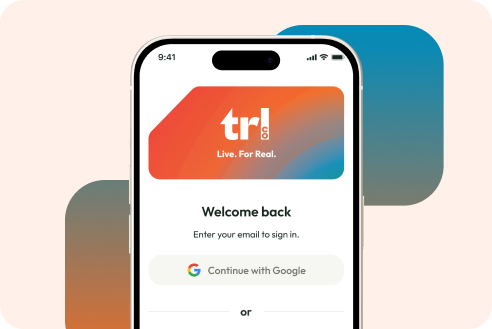 9:41
trl
co
Live. For Real.
Welcome back
Enter your email to sign in.
Continue with Google
or